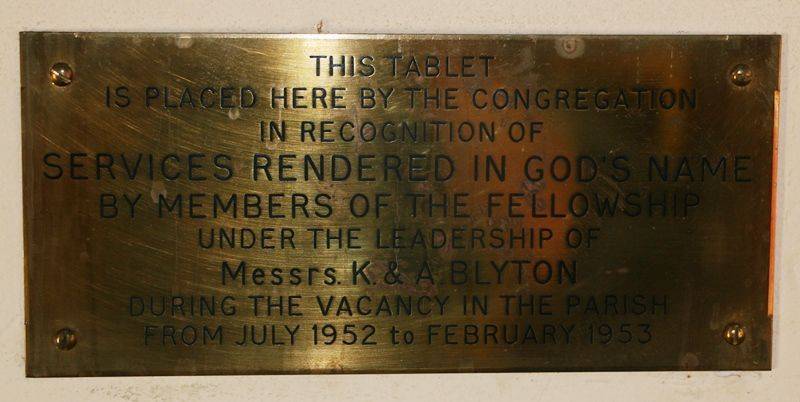 THIS TABLET
IS PLACED HERE BY THE CONGREGATION
IN RECOGNITION OF
SERVICES RENDERED IN GOD'S NAME
BY MEMBERS OF THE FELLOWSHIP
UNDER THE LEADERSHIP OF
Messrs. K. & A. BLYTON
DURING THE VACANCY IN THE PARISH
FROM JULY 1952 to FEBRUARY 1953